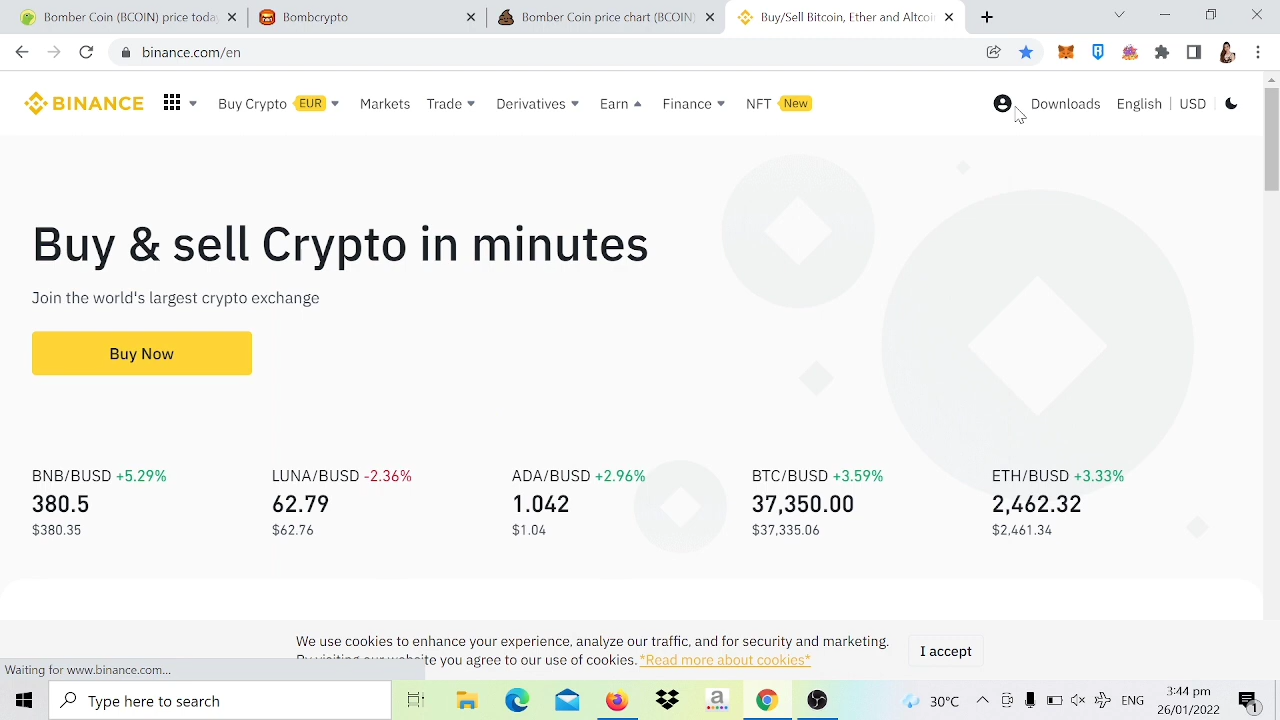 Bomber Coin (BCOIN) price toda
Bombcrypto
Bomber Coin price chart (BCOIN)
Buy/Sell Bitcoin, Ether and Altcoi
binance.com/en
BINANCE
Buy Crypto EUR
Markets
Trade
Derivatives
Earn
Finance
NFT New
Downloads
English
USD
Buy & sell Crypto in minutes
Join the world's largest crypto exchange
Buy Now
BNB/BUSD +5.29%
380.5
$380.35
LUNA/BUSD -2.36%
62.79
$62.76
ADA/BUSD +2.96%
1.042
$1.04
BTC/BUSD +3.59%
37,350.00
$37,335.06
ETH/BUSD +3.33%
2,462.32
$2,461.34
We use cookies to enhance your experience, analyze our traffic, and for security and marketing.
By visiting our website you agree to our use of cookies. *Read more about cookies*
I accept
Waiting for www.binance.com...
Type here to search
a
30°C
ENG
3:44 pm
26/01/2022
1